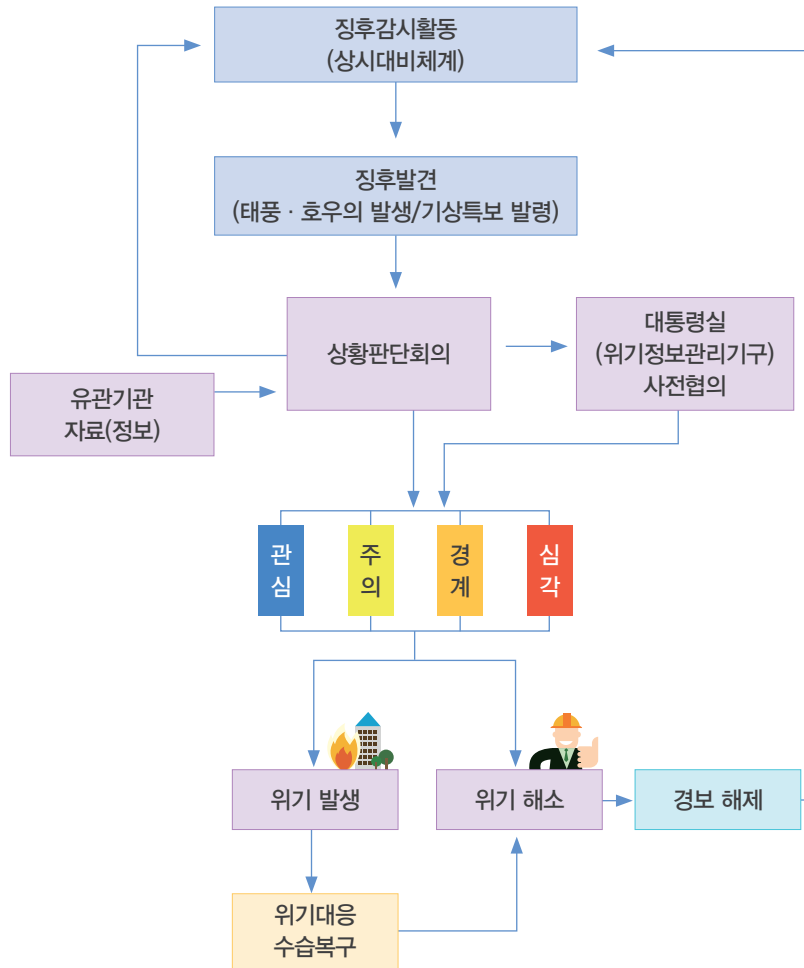 징후감시활동
(상시대비체계)
징후발견
(태풍 · 호우의 발생/기상특보 발령)
상황판단회의
대통령실
(위기정보관리기구)
사전협의
유관기관
자료(정보)
관심
주의
경계
심각
위기 발생
위기 해소
경보 해제
위기대응
수습복구